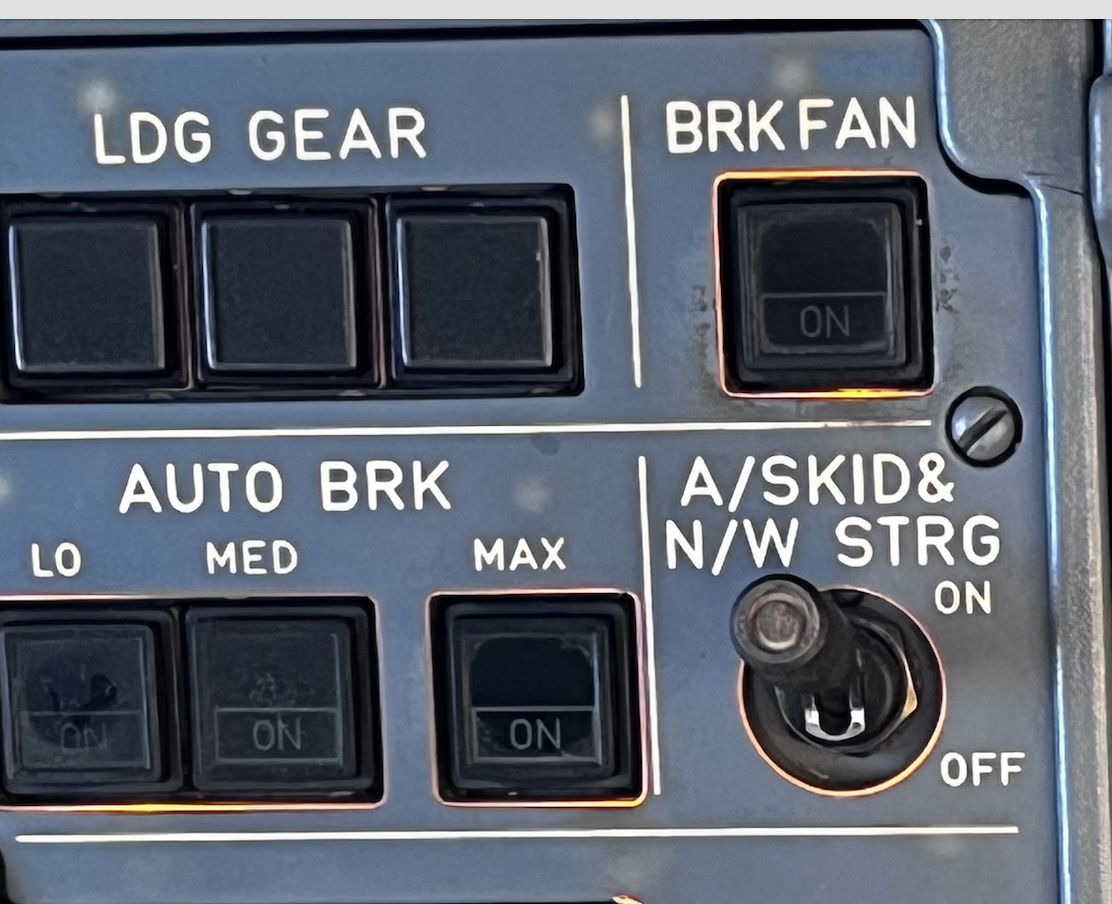 LDG GEAR
BRK FAN
ON
AUTO BRK
A/SKID&
N/W STRG
LO
MED
MAX
ON
ON
ON
ON
OFF